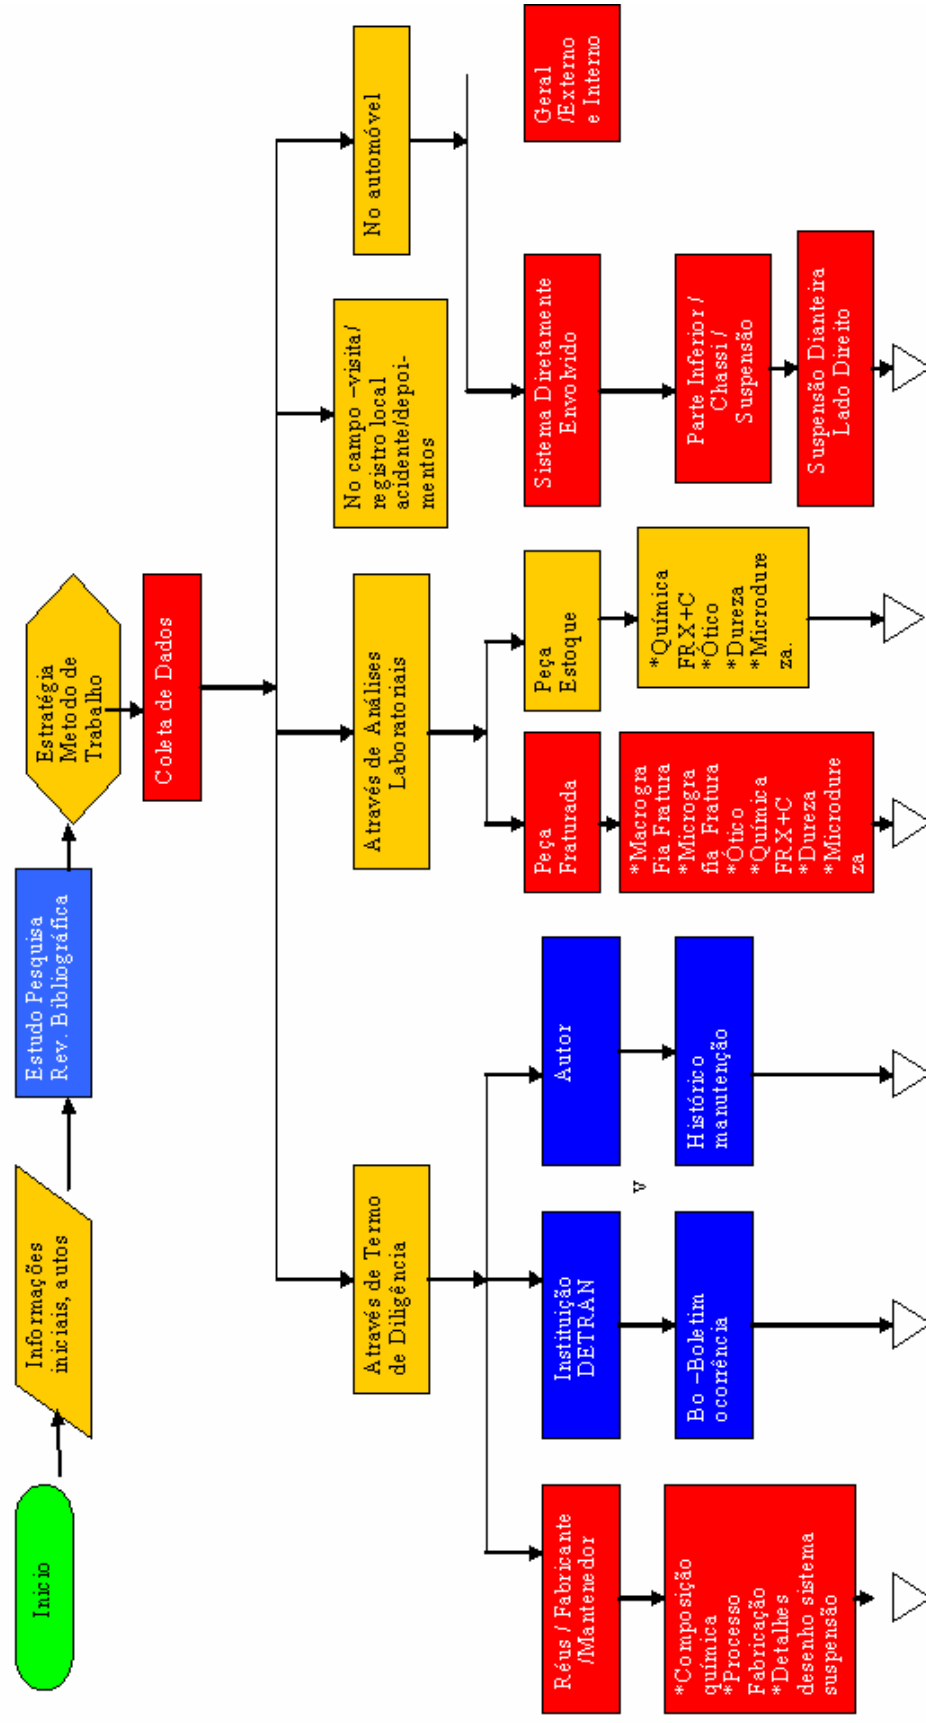 Inicio
Informações
iniciais, autos
Estudo Pesquisa
Rev. Bibliográfica
Estratégia
Metodo de
Trabalho
Coleta de Dados
Através de Termo
de Diligência
Através de Análises
Laboratoriais
No campo –visita/
registro local
acidente/depoi-
mentos
No automóvel
Réus / Fabricante
/Mantenedor
Instituição
DETRAN
Autor
Peça
Fraturada
Peça
Estoque
Sistema Diretamente
Envolvido
Geral
/Externo
e Interno
*Composição
química
*Processo
Fabricação
*Detalhes
desenho sistema
suspensão
Bo –Boletim
ocorrência
v
Histórico
manutenção
*Macrogra
Fia Fratura
*Microgra
fia Fratura
*Ótico
*Química
FRX+C
*Dureza
*Microdure
za
*Química
FRX+C
*Ótico
*Dureza
*Microdure
za.
Parte Inferior /
Chassi /
Suspensão
Suspensão Dianteira
Lado Direito